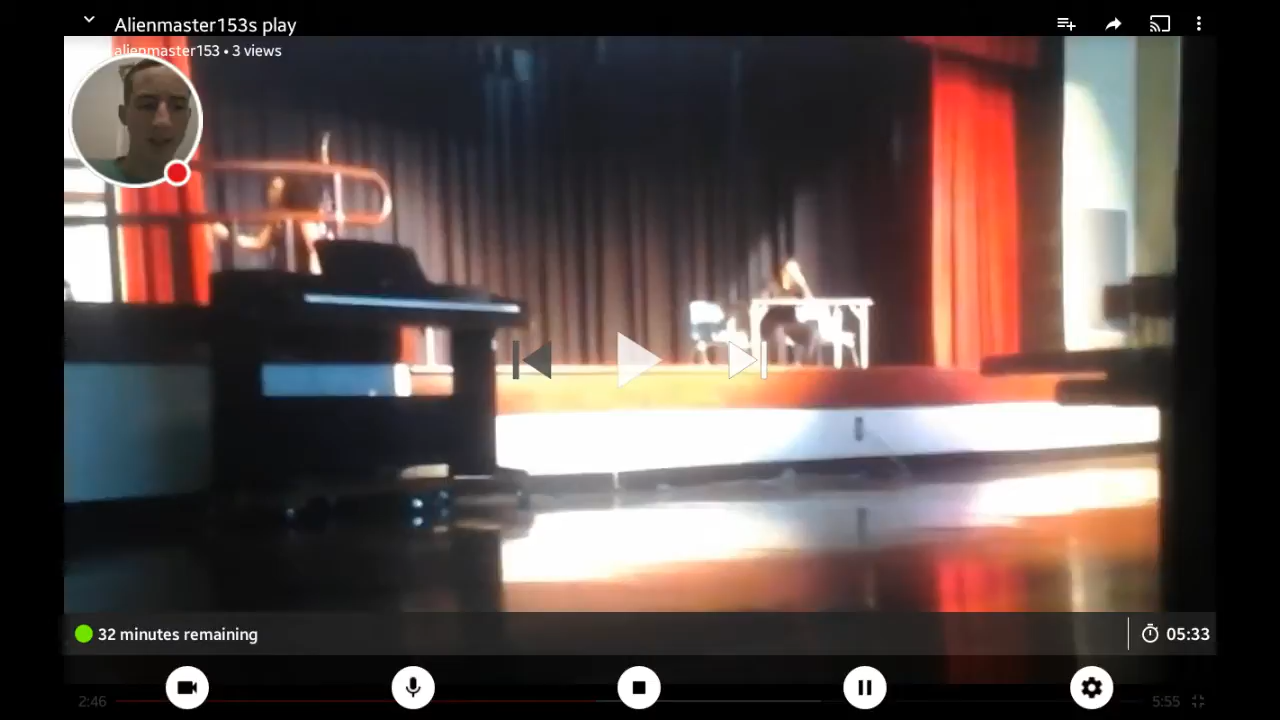 Alienmaster153s play
alienmaster153 • 3 views
32 minutes remaining
05:33
2:46
5:55